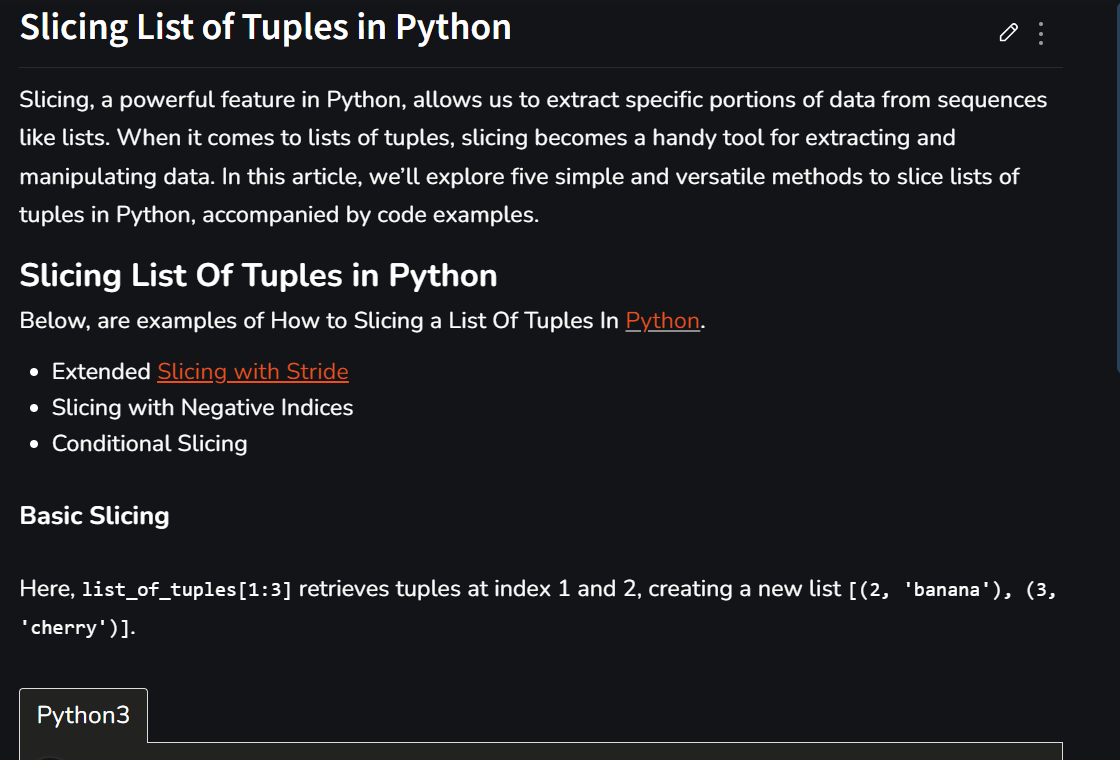 Slicing List of Tuples in Python
Slicing, a powerful feature in Python, allows us to extract specific portions of data from sequences
like lists. When it comes to lists of tuples, slicing becomes a handy tool for extracting and
manipulating data. In this article, we’ll explore five simple and versatile methods to slice lists of
tuples in Python, accompanied by code examples.
Slicing List Of Tuples in Python
Below, are examples of How to Slicing a List Of Tuples In Python.
• Extended Slicing with Stride
• Slicing with Negative Indices
• Conditional Slicing
Basic Slicing
Here, list_of_tuples[1:3] retrieves tuples at index 1 and 2, creating a new list [(2, 'banana'), (3,
'cherry')].
Python3